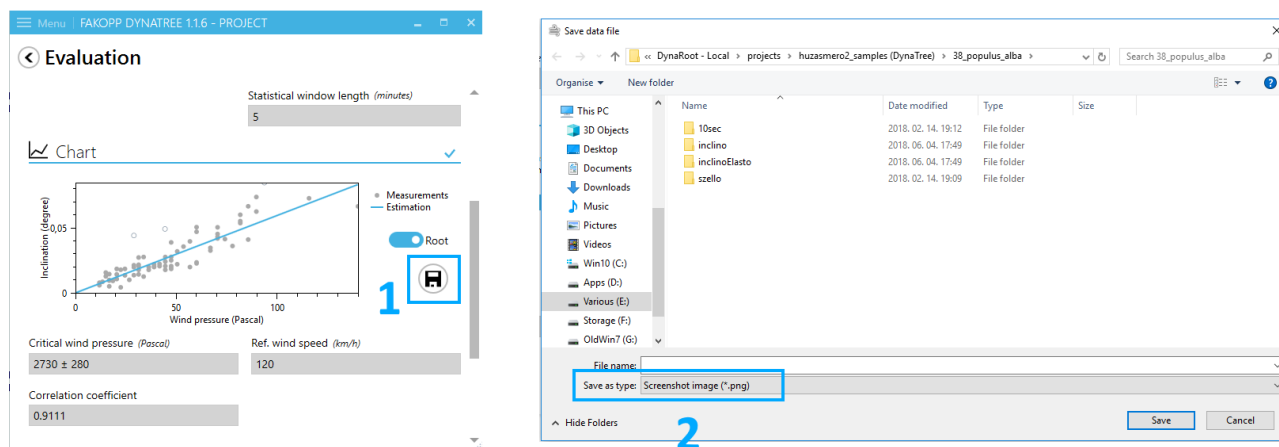 Menu FAKOPP DYNATREE 1.1.6 - PROJECT
Evaluation
Statistical window length (minutes)
5
Chart
Inclination (degree)
0,05
0
0 50 100
Wind pressure (Pascal)
Measurements
Estimation
Root
1
Critical wind pressure (Pascal)
2730 ± 280
Ref. wind speed (km/h)
120
Correlation coefficient
0.9111
Save data file
« DynaRoot - Local › projects › huzasmero2_samples (DynaTree) › 38_populus_alba ›
Search 38_populus_alba
Organise New folder
This PC
3D Objects
Desktop
Documents
Downloads
Music
Pictures
Videos
Win10 (C:)
Apps (D:)
Various (E:)
Storage (F:)
OldWin7 (G:)
Name Date modified Type Size
10sec 2018. 02. 14. 19:12 File folder
inclino 2018. 06. 04. 17:49 File folder
inclinoElasto 2018. 06. 04. 17:49 File folder
szello 2018. 02. 14. 19:09 File folder
File name:
Save as type: Screenshot image (*.png)
Hide Folders
Save Cancel
2